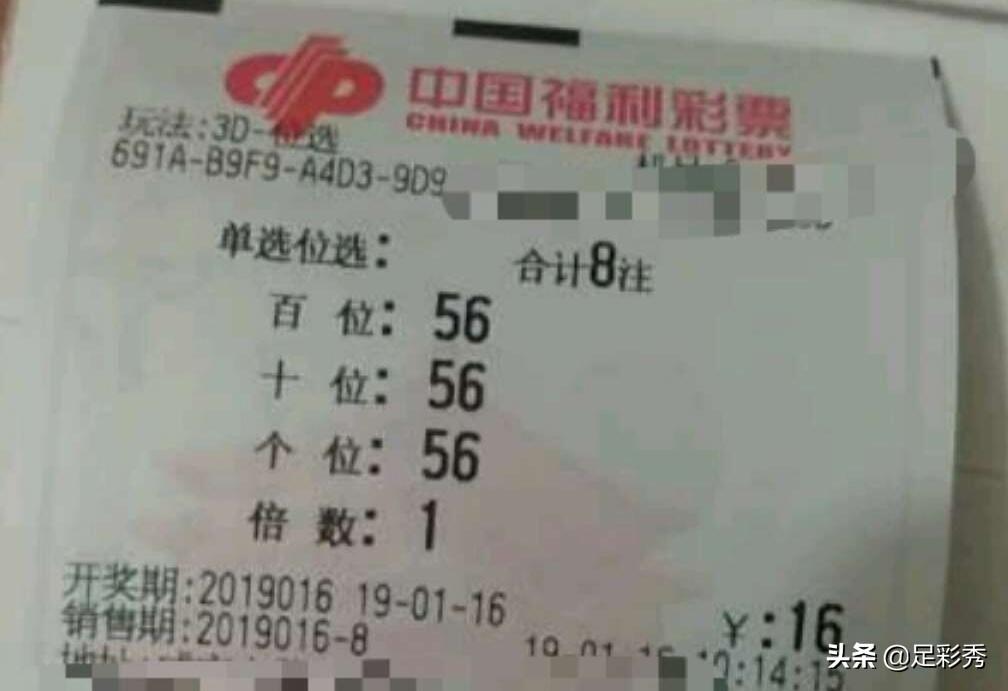 中国福利彩票
CHINA WELFARE LOTTERY
玩法:3D-位选
691A-B9F9-A4D3-9D9
单选位选: 合计8注
百 位: 56
十 位: 56
个 位: 56
倍 数: 1
开奖期:2019016 19-01-16
¥:16
销售期:2019016-8
头条 @足彩秀